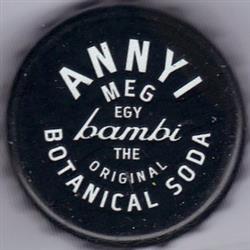 ANNYI
MEG
EGY
bambi
THE
ORIGINAL
BOTANICAL SODA